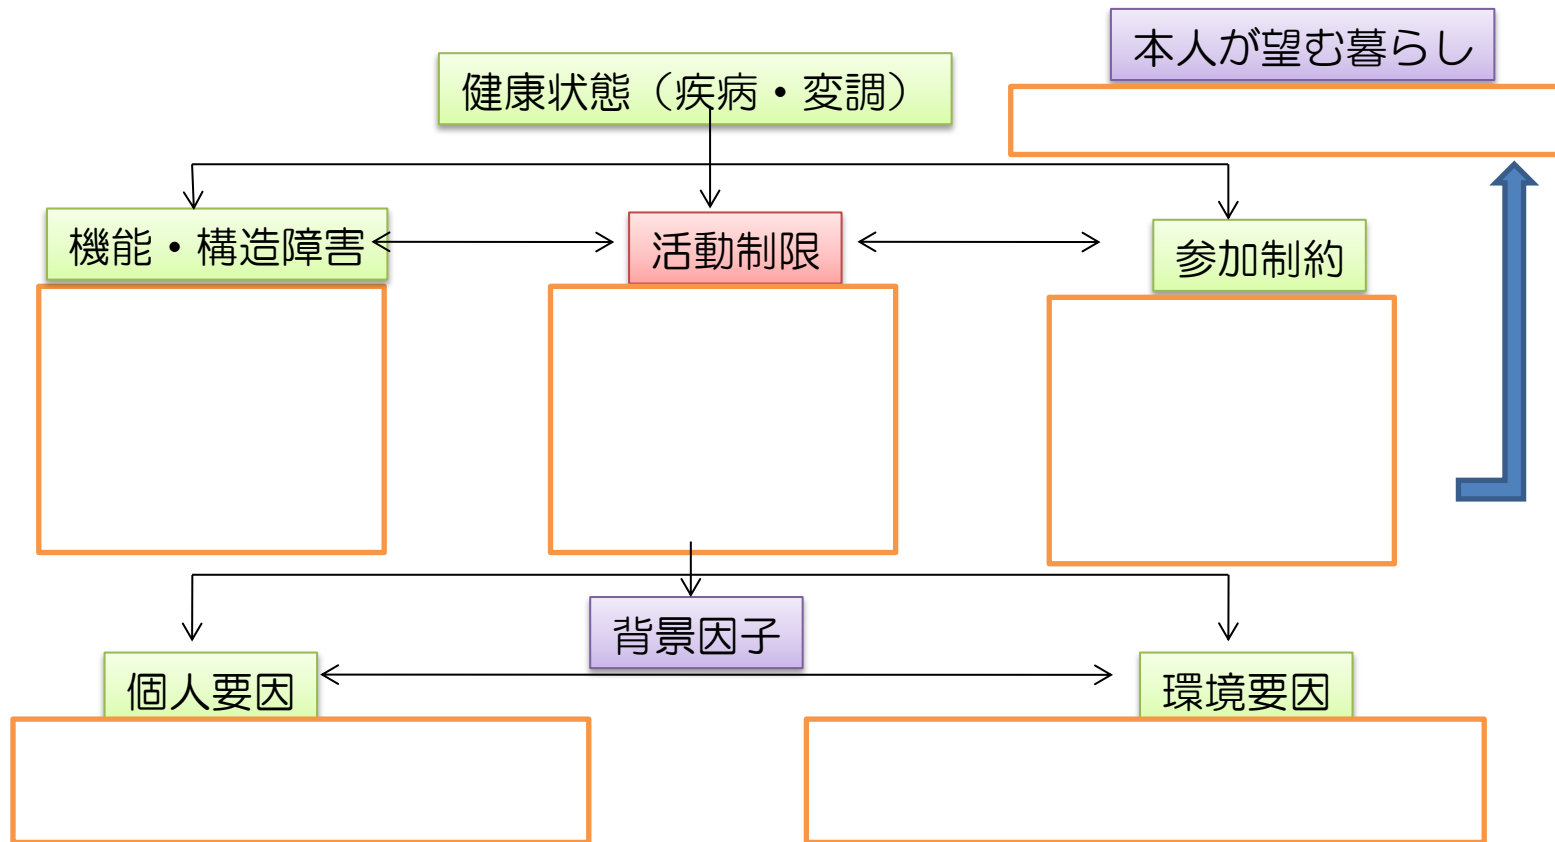 本人が望む暮らし
健康状態（疾病・変調）
機能・構造障害
活動制限
参加制約
背景因子
個人要因
環境要因